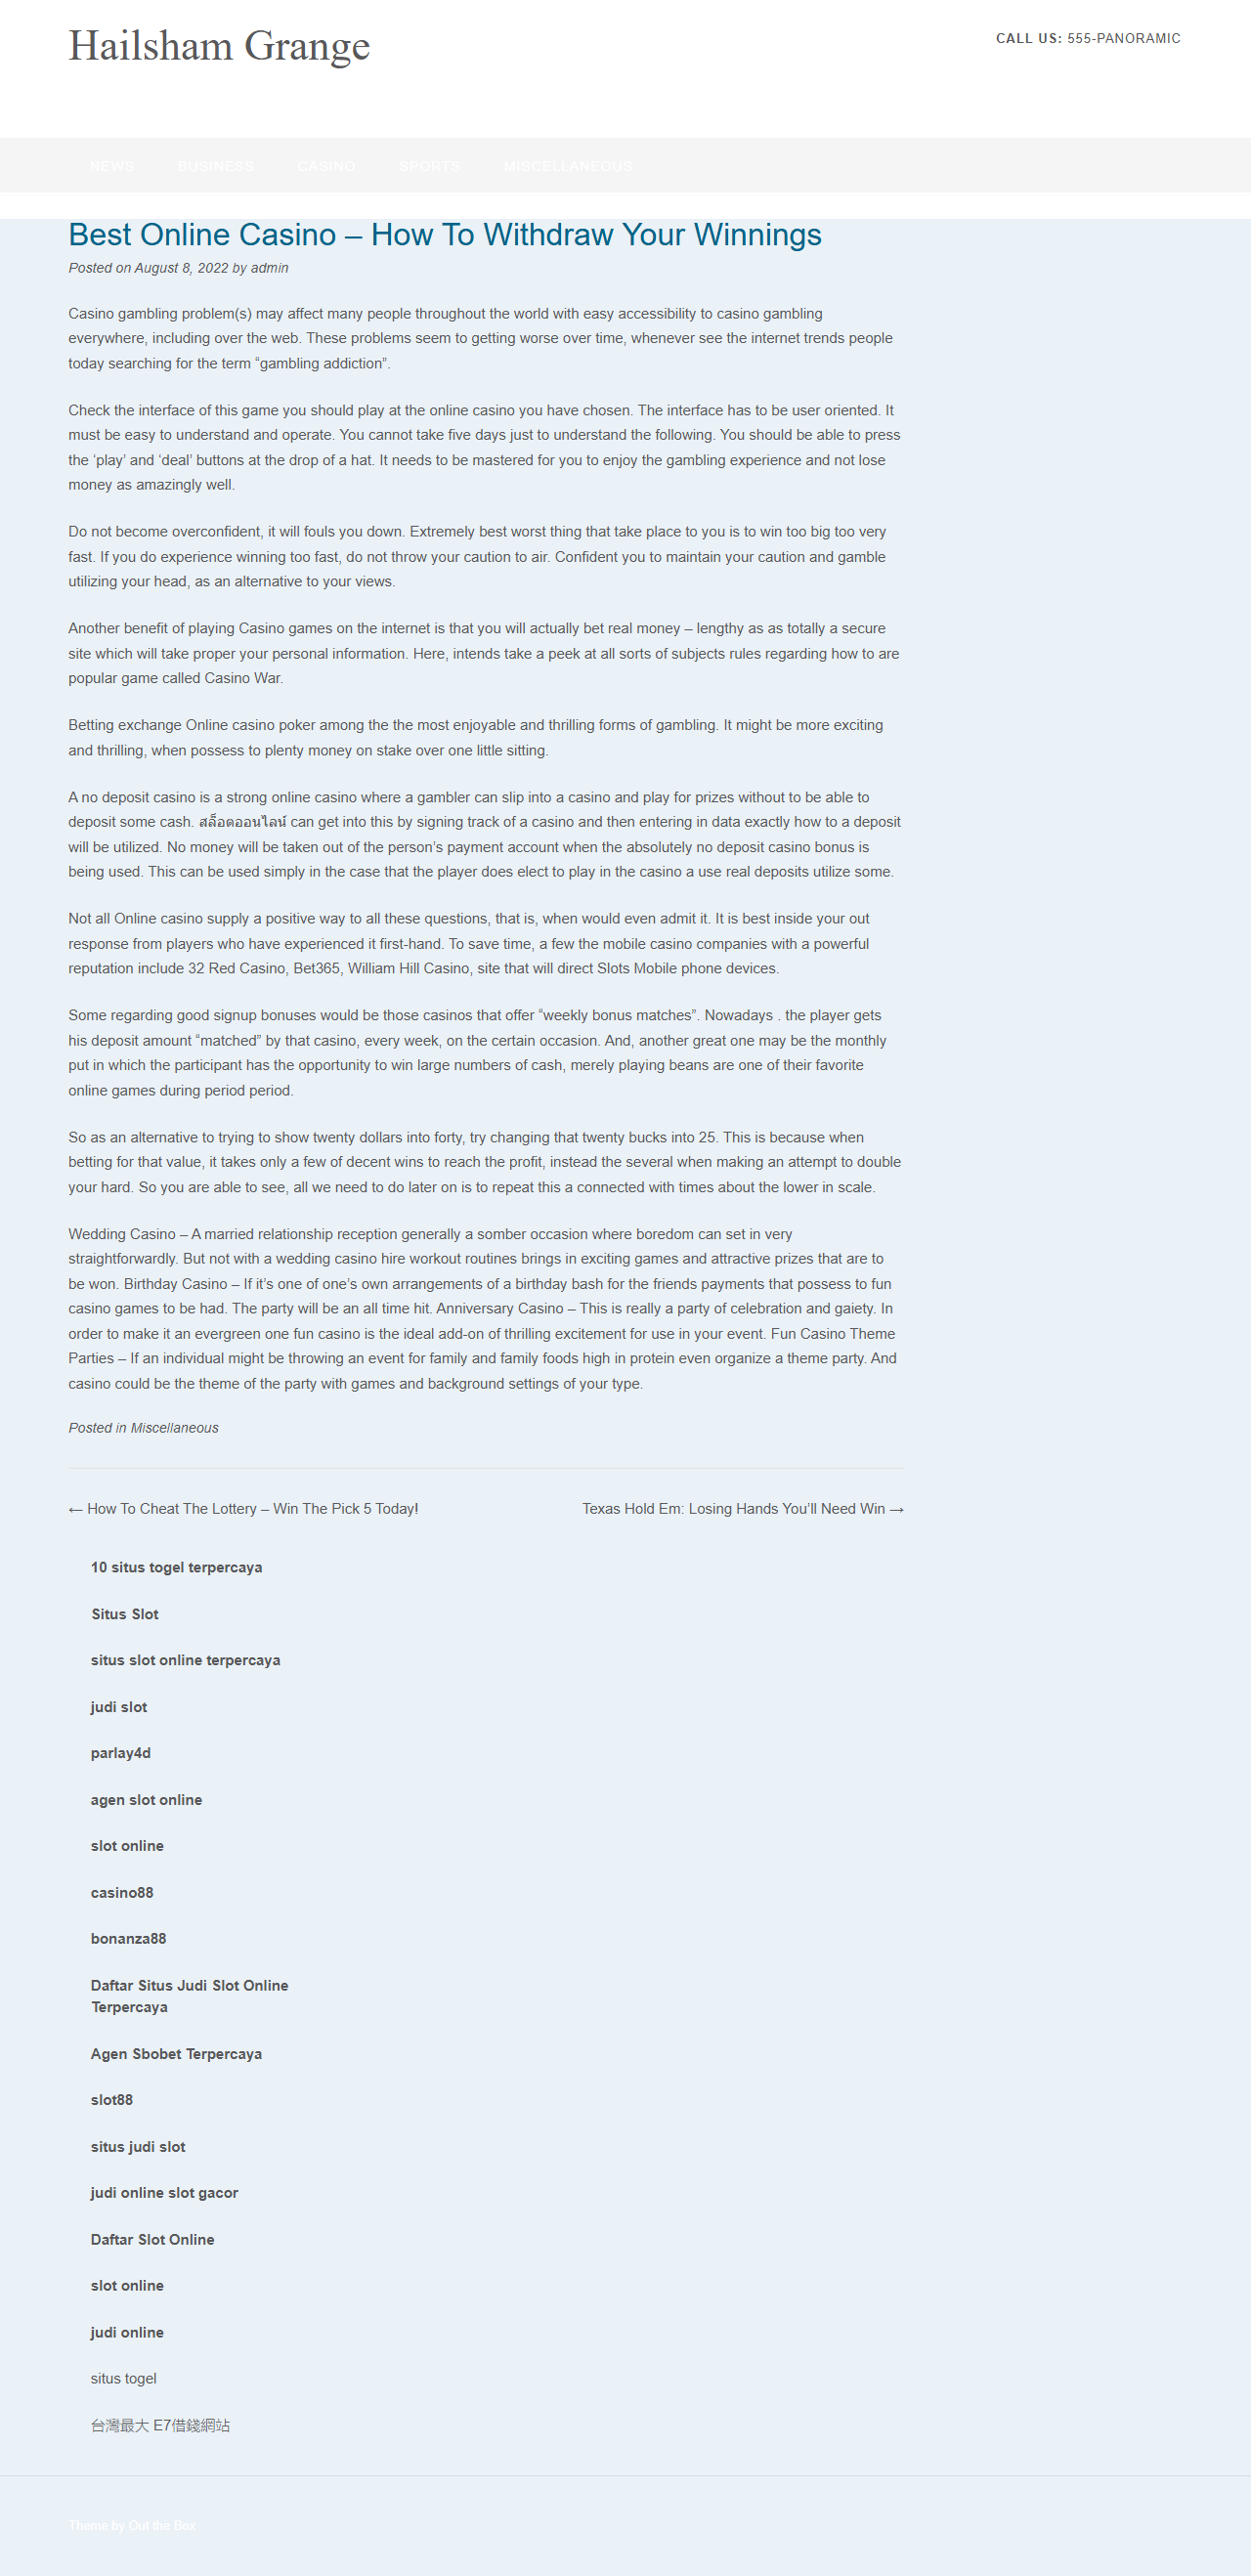 Hailsham Grange
CALL US: 555-PANORAMIC
NEWS BUSINESS CASINO SPORTS MISCELLANEOUS
Best Online Casino – How To Withdraw Your Winnings
Posted on August 8, 2022 by admin
Casino gambling problem(s) may affect many people throughout the world with easy accessibility to casino gambling
everywhere, including over the web. These problems seem to getting worse over time, whenever see the internet trends people
today searching for the term “gambling addiction”.
Check the interface of this game you should play at the online casino you have chosen. The interface has to be user oriented. It
must be easy to understand and operate. You cannot take five days just to understand the following. You should be able to press
the ‘play’ and ‘deal’ buttons at the drop of a hat. It needs to be mastered for you to enjoy the gambling experience and not lose
money as amazingly well.
Do not become overconfident, it will fouls you down. Extremely best worst thing that take place to you is to win too big too very
fast. If you do experience winning too fast, do not throw your caution to air. Confident you to maintain your caution and gamble
utilizing your head, as an alternative to your views.
Another benefit of playing Casino games on the internet is that you will actually bet real money – lengthy as as totally a secure
site which will take proper your personal information. Here, intends take a peek at all sorts of subjects rules regarding how to are
popular game called Casino War.
Betting exchange Online casino poker among the the most enjoyable and thrilling forms of gambling. It might be more exciting
and thrilling, when possess to plenty money on stake over one little sitting.
A no deposit casino is a strong online casino where a gambler can slip into a casino and play for prizes without to be able to
deposit some cash. สล็อตออนไลน์ can get into this by signing track of a casino and then entering in data exactly how to a deposit
will be utilized. No money will be taken out of the person’s payment account when the absolutely no deposit casino bonus is
being used. This can be used simply in the case that the player does elect to play in the casino a use real deposits utilize some.
Not all Online casino supply a positive way to all these questions, that is, when would even admit it. It is best inside your out
response from players who have experienced it first-hand. To save time, a few the mobile casino companies with a powerful
reputation include 32 Red Casino, Bet365, William Hill Casino, site that will direct Slots Mobile phone devices.
Some regarding good signup bonuses would be those casinos that offer “weekly bonus matches”. Nowadays . the player gets
his deposit amount “matched” by that casino, every week, on the certain occasion. And, another great one may be the monthly
put in which the participant has the opportunity to win large numbers of cash, merely playing beans are one of their favorite
online games during period period.
So as an alternative to trying to show twenty dollars into forty, try changing that twenty bucks into 25. This is because when
betting for that value, it takes only a few of decent wins to reach the profit, instead the several when making an attempt to double
your hard. So you are able to see, all we need to do later on is to repeat this a connected with times about the lower in scale.
Wedding Casino – A married relationship reception generally a somber occasion where boredom can set in very
straightforwardly. But not with a wedding casino hire workout routines brings in exciting games and attractive prizes that are to
be won. Birthday Casino – If it’s one of one’s own arrangements of a birthday bash for the friends payments that possess to fun
casino games to be had. The party will be an all time hit. Anniversary Casino – This is really a party of celebration and gaiety. In
order to make it an evergreen one fun casino is the ideal add-on of thrilling excitement for use in your event. Fun Casino Theme
Parties – If an individual might be throwing an event for family and family foods high in protein even organize a theme party. And
casino could be the theme of the party with games and background settings of your type.
Posted in Miscellaneous
← How To Cheat The Lottery – Win The Pick 5 Today!
Texas Hold Em: Losing Hands You’ll Need Win →
10 situs togel terpercaya
Situs Slot
situs slot online terpercaya
judi slot
parlay4d
agen slot online
slot online
casino88
bonanza88
Daftar Situs Judi Slot Online
Terpercaya
Agen Sbobet Terpercaya
slot88
situs judi slot
judi online slot gacor
Daftar Slot Online
slot online
judi online
situs togel
台灣最大 E7借錢網站
Theme by Out the Box